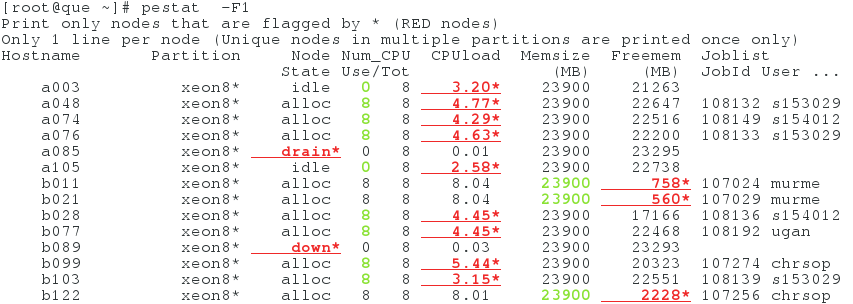 [root@que ~]# pestat  -F1
Print only nodes that are flagged by * (RED nodes)
Only 1 line per node (Unique nodes in multiple partitions are printed once only)
Hostname       Partition     Node Num_CPU  CPUload  Memsize  Freemem  Joblist
                            State Use/Tot              (MB)     (MB)  JobId User ...
    a003          xeon8*     idle   0   8    3.20*    23900    21263
    a048          xeon8*    alloc   8   8    4.77*    23900    22647  108132 s153029
    a074          xeon8*    alloc   8   8    4.29*    23900    22516  108149 s154012
    a076          xeon8*    alloc   8   8    4.63*    23900    22200  108133 s153029
    a085          xeon8*   drain*   0   8    0.01     23900    23295
    a105          xeon8*     idle   0   8    2.58*    23900    22738
    b011          xeon8*    alloc   8   8    8.04     23900      758*  107024 murme
    b021          xeon8*    alloc   8   8    8.04     23900      560*  107029 murme
    b028          xeon8*    alloc   8   8    4.45*    23900    17166  108136 s154012
    b077          xeon8*    alloc   8   8    4.45*    23900    22468  108192 ugan
    b089          xeon8*    down*   0   8    0.03     23900    23293
    b099          xeon8*    alloc   8   8    5.44*    23900    20323  107274 chrsop
    b103          xeon8*    alloc   8   8    3.15*    23900    22551  108139 s153029
    b122          xeon8*    alloc   8   8    8.01     23900     2228*  107256 chrsop